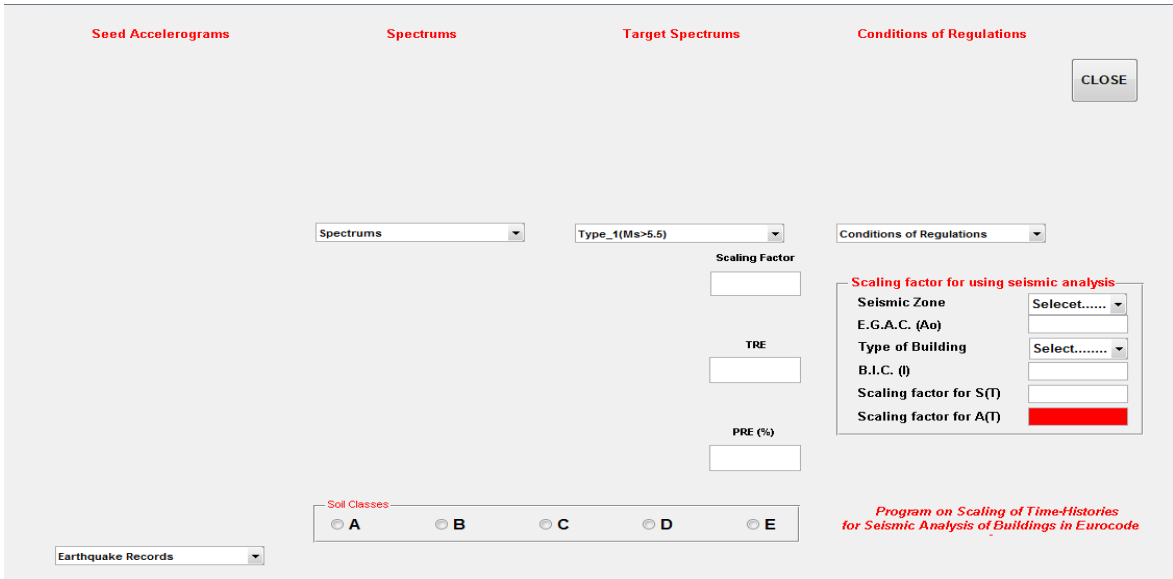 Seed Accelerograms
Spectrums
Target Spectrums
Conditions of Regulations
CLOSE
Spectrums
Type_1(Ms>5.5)
Conditions of Regulations
Scaling Factor
Scaling factor for using seismic analysis
Seismic Zone
Selecet......
E.G.A.C. (Ao)
TRE
Type of Building
Select........
B.I.C. (I)
Scaling factor for S(T)
Scaling factor for A(T)
PRE (%)
Soil Classes
A
B
C
D
E
Program on Scaling of Time-Histories
for Seismic Analysis of Buildings in Eurocode
Earthquake Records